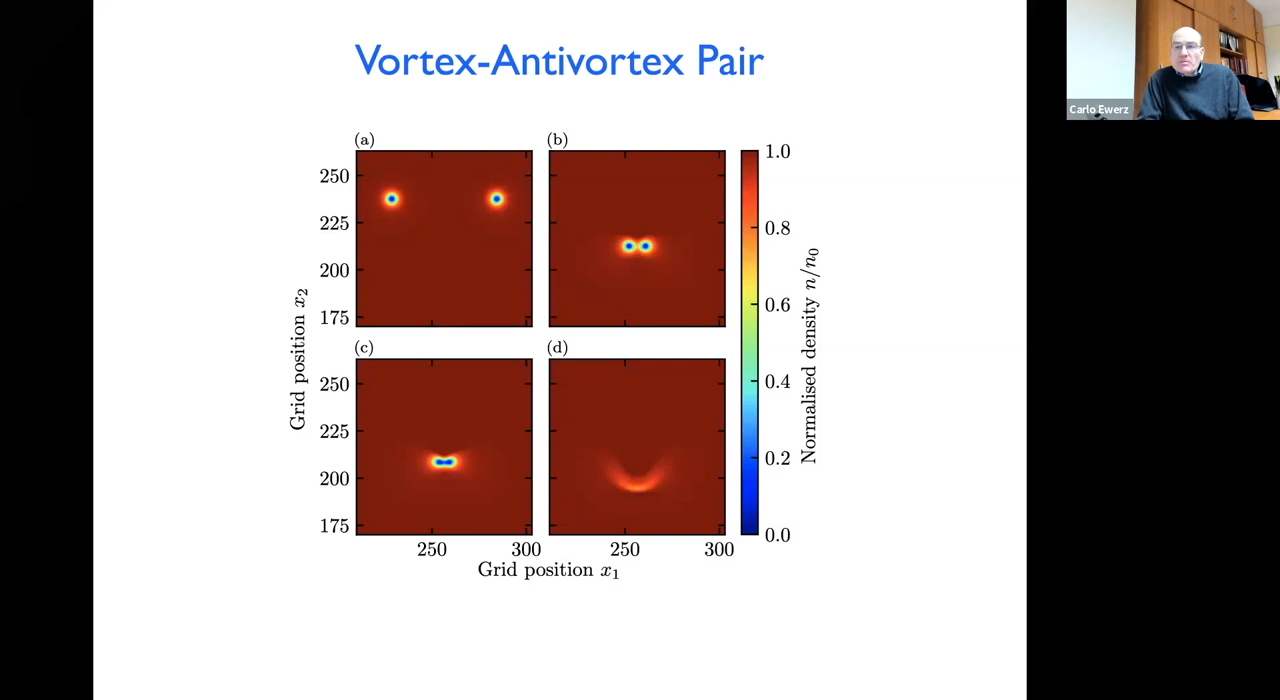 Vortex-Antivortex Pair
Carlo Ewerz
(a)
(b)
250
225
200
175
1.0
0.8
0.6
0.4
0.2
0.0
Normalised density n/n₀
Grid position x₂
(c)
(d)
250
225
200
175
250
300
250
300
Grid position x₁